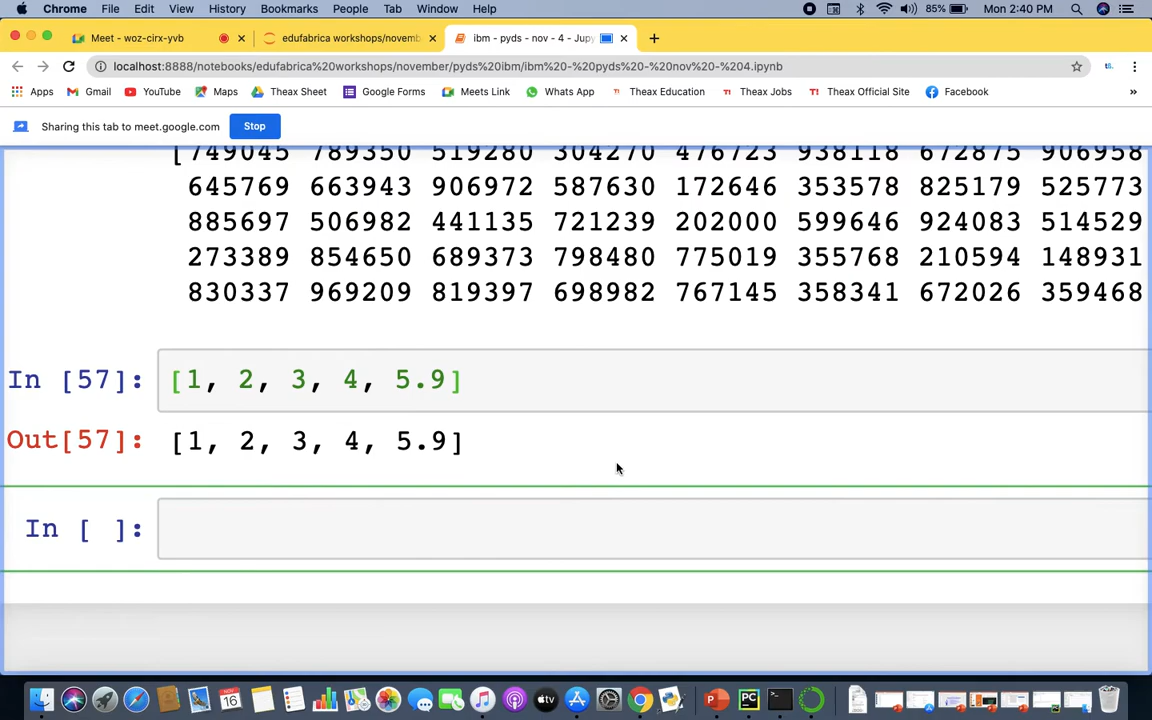 Chrome File Edit View History Bookmarks People Tab Window Help 85% Mon 2:40 PM
Meet - woz-cirx-yvb edufabrica workshops/novemb ibm - pyds - nov - 4 - Jupy
localhost:8888/notebooks/edufabrica%20workshops/november/pyds%20ibm/ibm%20-%20pyds%20-%20nov%20-%204.ipynb
Apps Gmail YouTube Maps Theax Sheet Google Forms Meets Link Whats App Theax Education Theax Jobs Theax Official Site Facebook »
Sharing this tab to meet.google.com Stop
[749045 789350 519280 304270 476723 938118 672875 906958
645769 663943 906972 587630 172646 353578 825179 525773
885697 506982 441135 721239 202000 599646 924083 514529
273389 854650 689373 798480 775019 355768 210594 148931
830337 969209 819397 698982 767145 358341 672026 359468
In [57]: [1, 2, 3, 4, 5.9]
Out[57]: [1, 2, 3, 4, 5.9]
In [ ]: